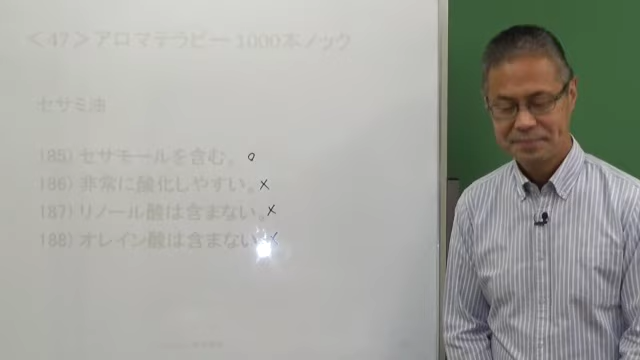 <47>アロマテラピー 1000本ノック
セサミ油
185) セサモールを含む。 o
186) 非常に酸化しやすい。 x
187) リノール酸は含まない。 x
188) オレイン酸は含まない。 x